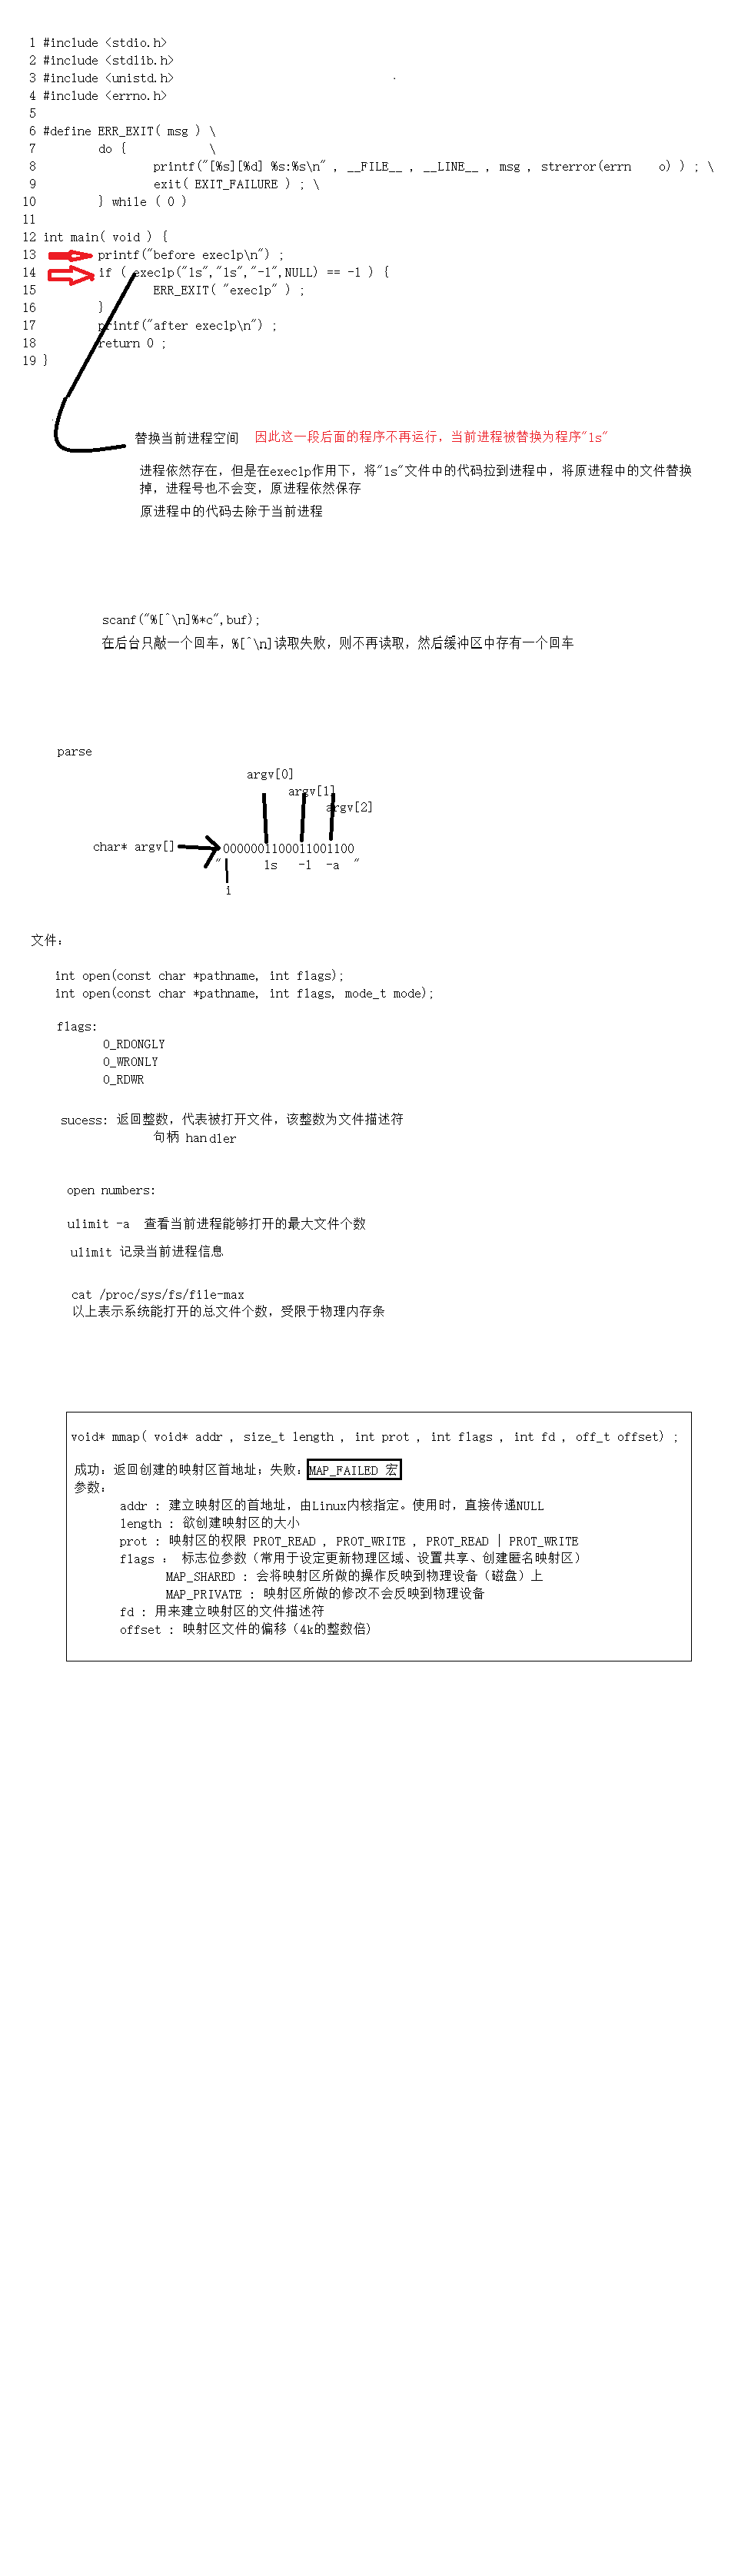 1 #include <stdio.h>
2 #include <stdlib.h>
3 #include <unistd.h>
4 #include <errno.h>
5
6 #define ERR_EXIT( msg ) \
7 do { \
8 printf("[%s][%d] %s:%s\n" , __FILE__ , __LINE__ , msg , strerror(errn o) ) ; \
9 exit( EXIT_FAILURE ) ; \
10 } while ( 0 )
11
12 int main( void ) {
13 printf("before execlp\n") ;
14 if ( execlp("ls","ls","-l",NULL) == -1 ) {
15 ERR_EXIT( "execlp" ) ;
16 }
17 printf("after execlp\n") ;
18 return 0 ;
19 }
替换当前进程空间 因此这一段后面的程序不再运行，当前进程被替换为程序"ls"
进程依然存在，但是在execlp作用下，将"ls"文件中的代码拉到进程中，将原进程中的文件替换
掉，进程号也不会变，原进程依然保存
原进程中的代码去除于当前进程
scanf("%[^\n]%*c",buf);
在后台只敲一个回车，%[^\n]读取失败，则不再读取，然后缓冲区中存有一个回车
parse
argv[0]
argv[1]
argv[2]
char* argv[] 0000001100011001100
" ls -l -a "
i
文件：
int open(const char *pathname, int flags);
int open(const char *pathname, int flags, mode_t mode);
flags:
O_RDONGLY
O_WRONLY
O_RDWR
sucess: 返回整数，代表被打开文件，该整数为文件描述符
句柄 handler
open numbers:
ulimit -a 查看当前进程能够打开的最大文件个数
ulimit 记录当前进程信息
cat /proc/sys/fs/file-max
以上表示系统能打开的总文件个数，受限于物理内存条
void* mmap( void* addr , size_t length , int prot , int flags , int fd , off_t offset) ;
成功：返回创建的映射区首地址；失败：MAP_FAILED 宏
参数：
addr : 建立映射区的首地址，由Linux内核指定。使用时，直接传递NULL
length : 欲创建映射区的大小
prot : 映射区的权限 PROT_READ , PROT_WRITE , PROT_READ | PROT_WRITE
flags ： 标志位参数（常用于设定更新物理区域、设置共享、创建匿名映射区）
MAP_SHARED : 会将映射区所做的操作反映到物理设备（磁盘）上
MAP_PRIVATE : 映射区所做的修改不会反映到物理设备
fd : 用来建立映射区的文件描述符
offset : 映射区文件的偏移（4k的整数倍）